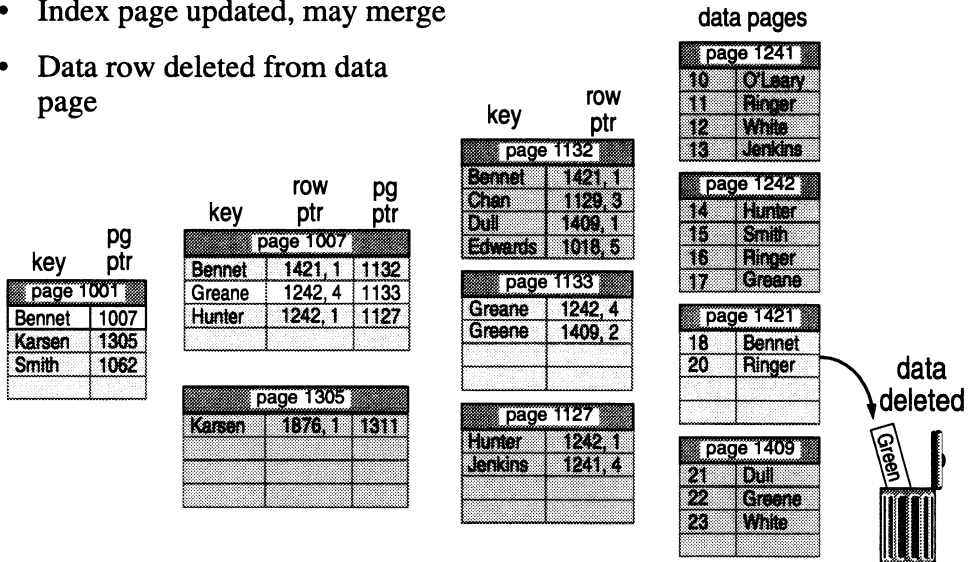 • Index page updated, may merge
• Data row deleted from data
page
key
pg
ptr
page 1001
Bennet 1007
Karsen 1305
Smith 1062
key
row
ptr
pg
ptr
page 1007
Bennet 1421, 1 1132
Greane 1242, 4 1133
Hunter 1242, 1 1127
page 1305
Karsen 1876, 1 1311
key
row
ptr
page 1132
Bennet 1421, 1
Chan 1129, 3
Dull 1409, 1
Edwards 1018, 5
page 1133
Greane 1242, 4
Greene 1409, 2
page 1127
Hunter 1242, 1
Jenkins 1241, 4
data pages
page 1241
10 O'Leary
11 Ringer
12 White
13 Jenkins
page 1242
14 Hunter
15 Smith
16 Ringer
17 Greane
page 1421
18 Bennet
20 Ringer
page 1409
21 Dull
22 Greene
23 White
data
deleted
Green